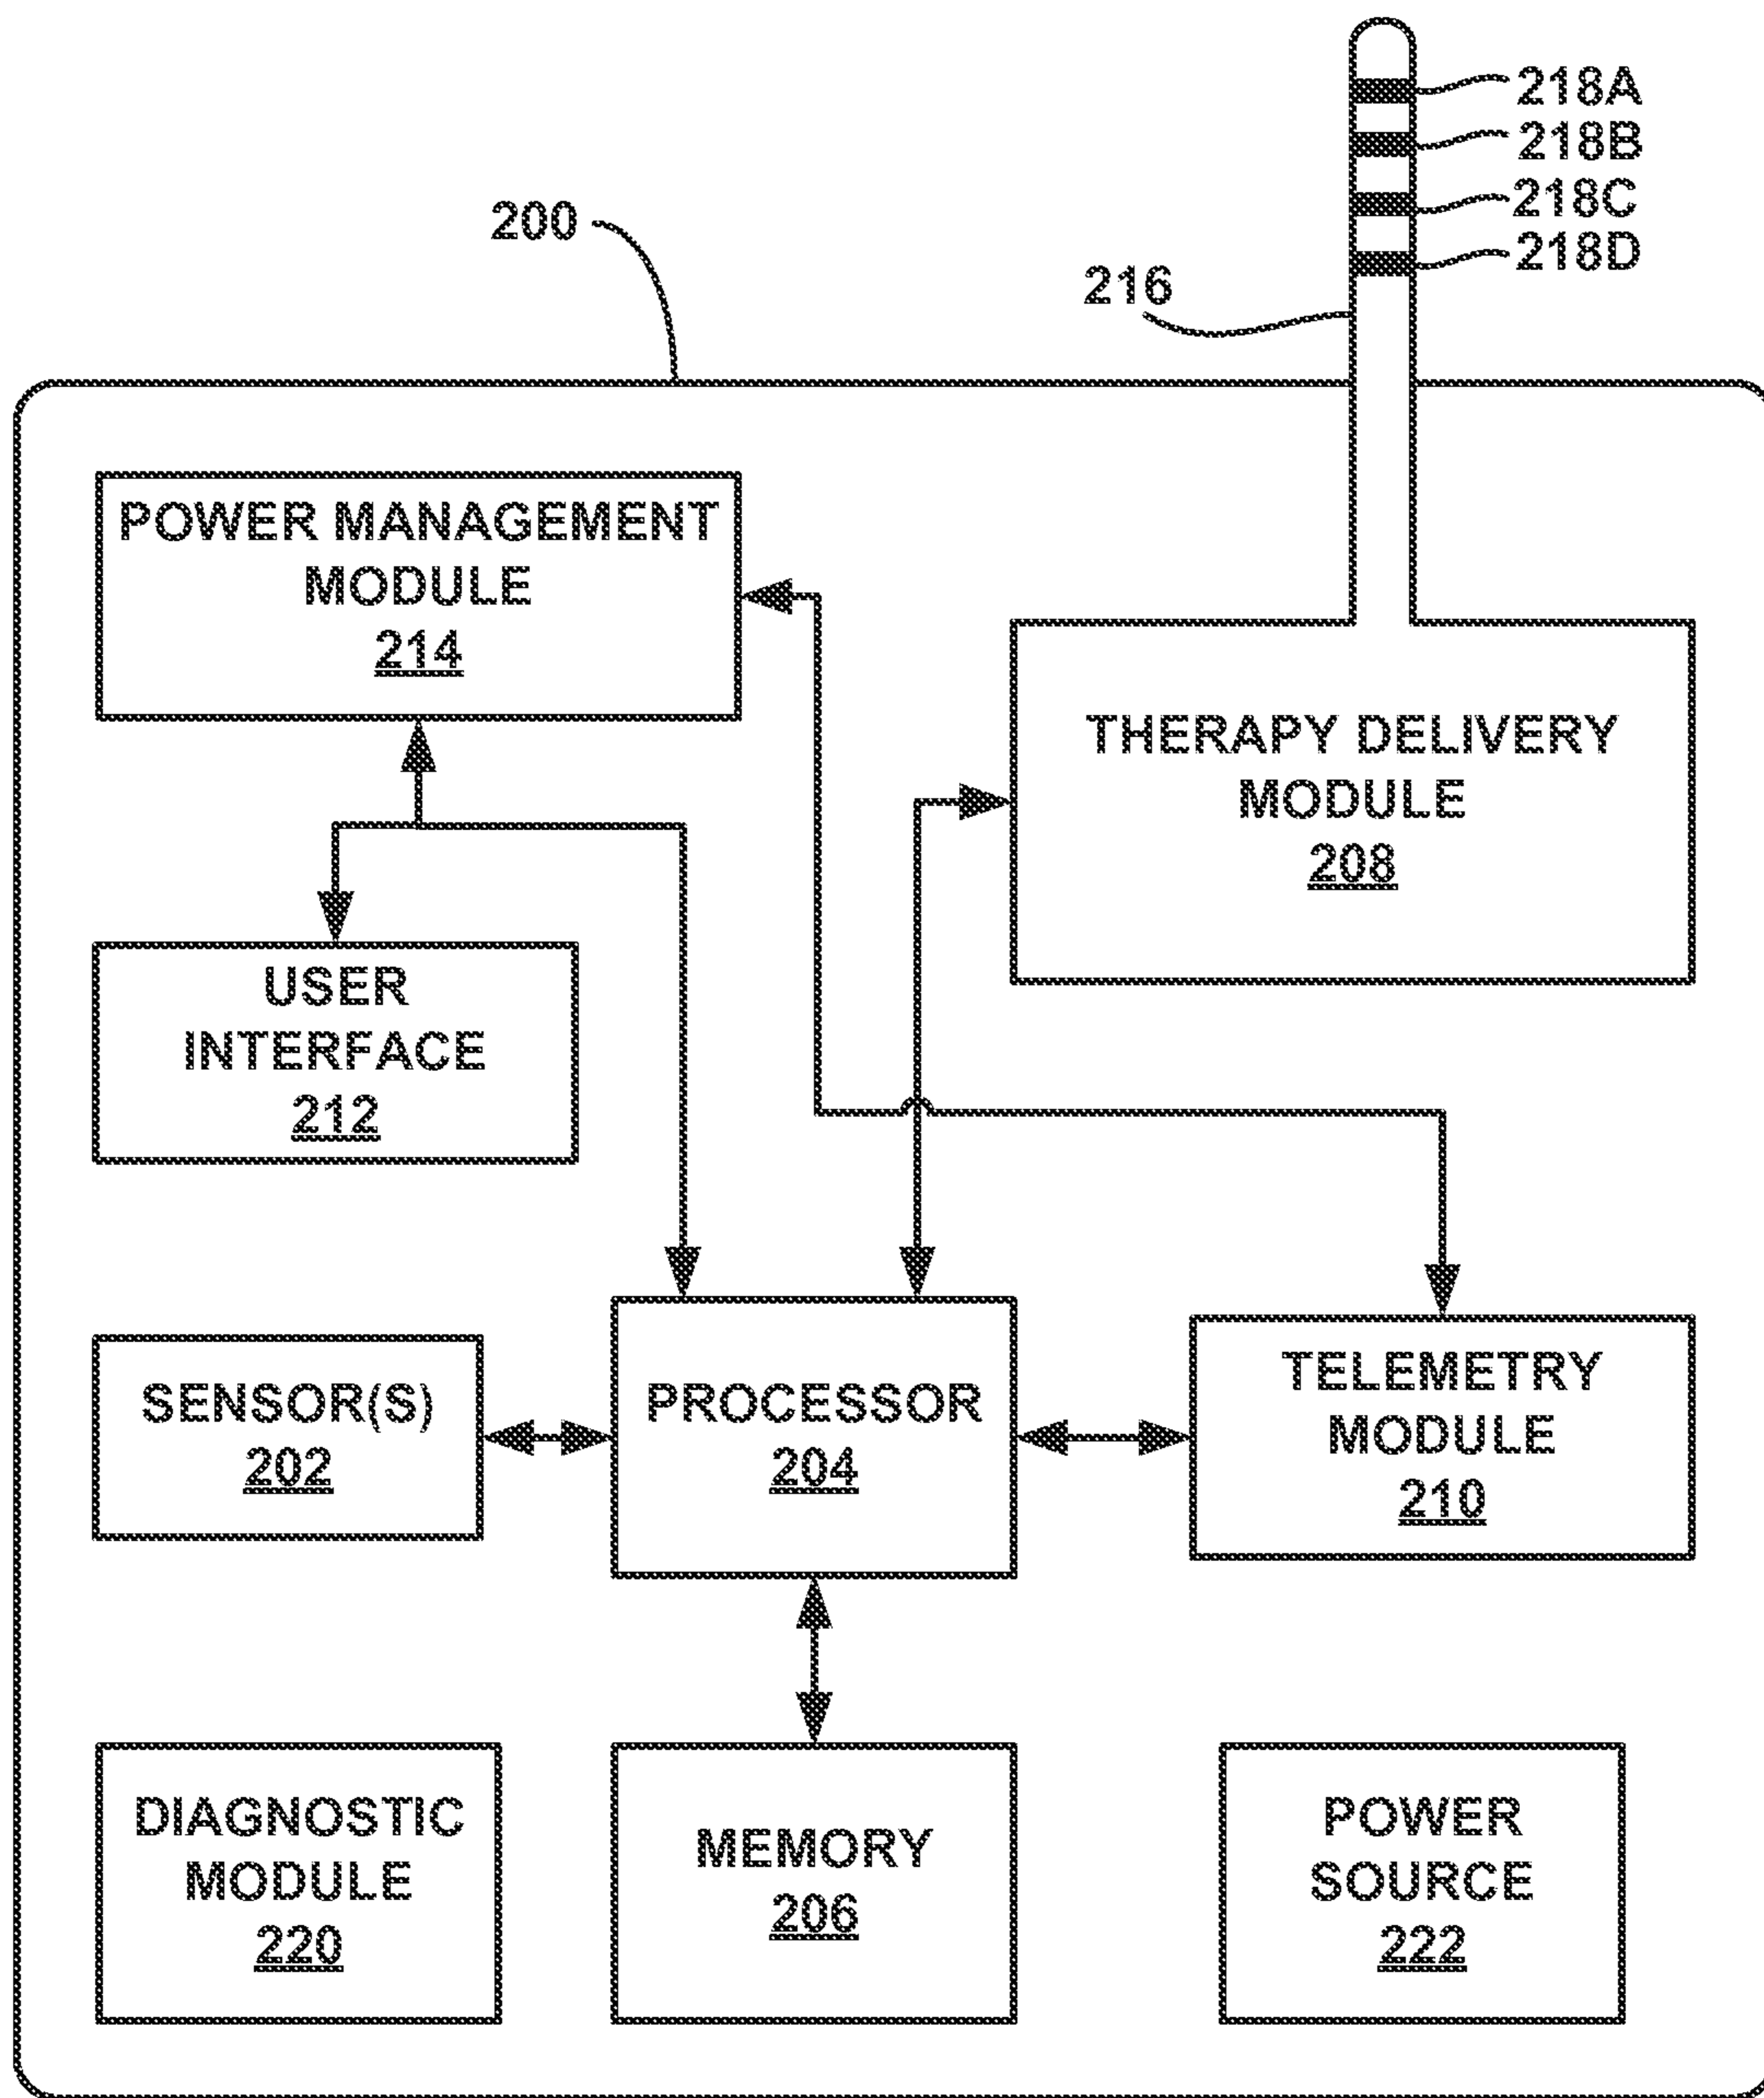 218A
218B
218C
218D
200
216
POWER MANAGEMENT
MODULE
214
THERAPY DELIVERY
MODULE
208
USER
INTERFACE
212
SENSOR(S)
202
PROCESSOR
204
TELEMETRY
MODULE
210
DIAGNOSTIC
MODULE
220
MEMORY
206
POWER
SOURCE
222